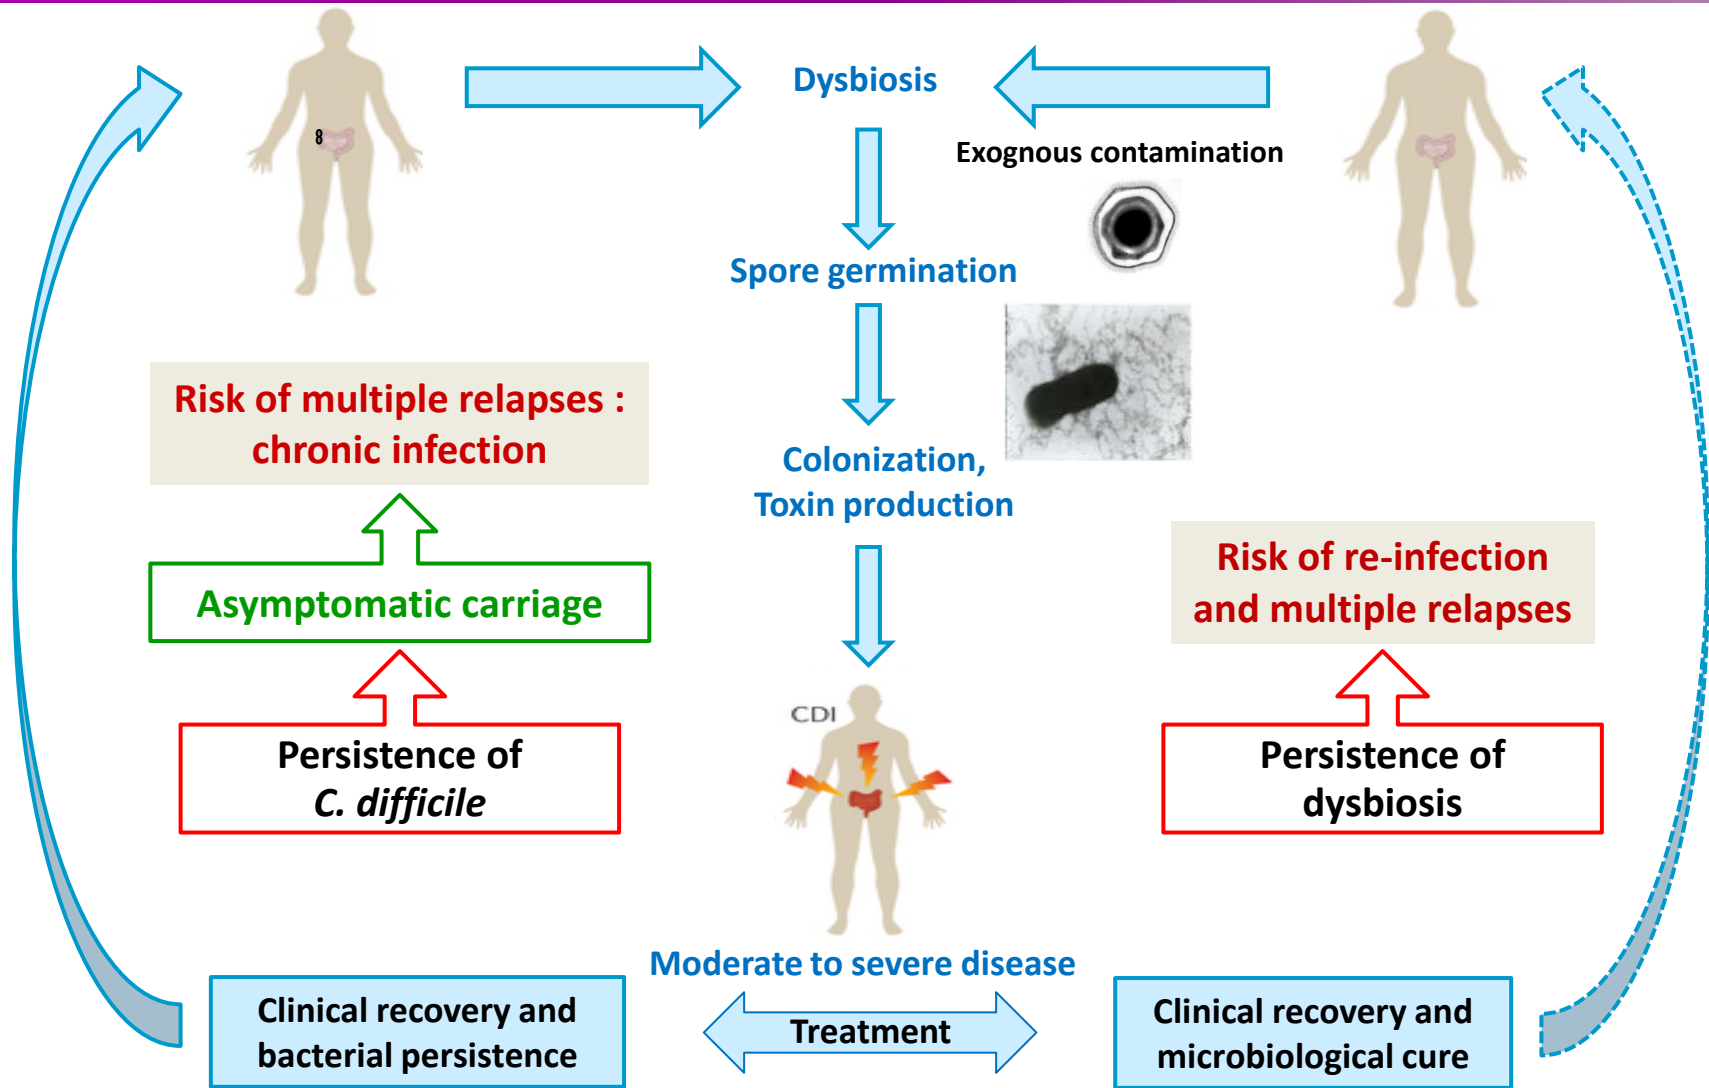 Dysbiosis
Exognous contamination
8
Spore germination
Risk of multiple relapses :
chronic infection
Colonization,
Toxin production
Asymptomatic carriage
Risk of re-infection
and multiple relapses
CDI
Persistence of
C. difficile
Persistence of
dysbiosis
Moderate to severe disease
Clinical recovery and
bacterial persistence
Treatment
Clinical recovery and
microbiological cure